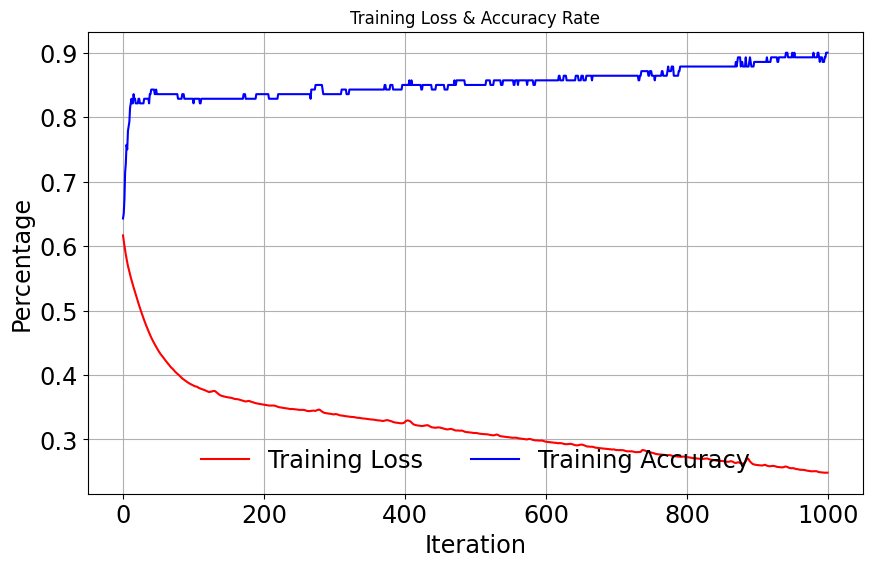 Training Loss & Accuracy Rate
Percentage
0.9
0.8
0.7
0.6
0.5
0.4
0.3
Training Loss Training Accuracy
0 200 400 600 800 1000
Iteration